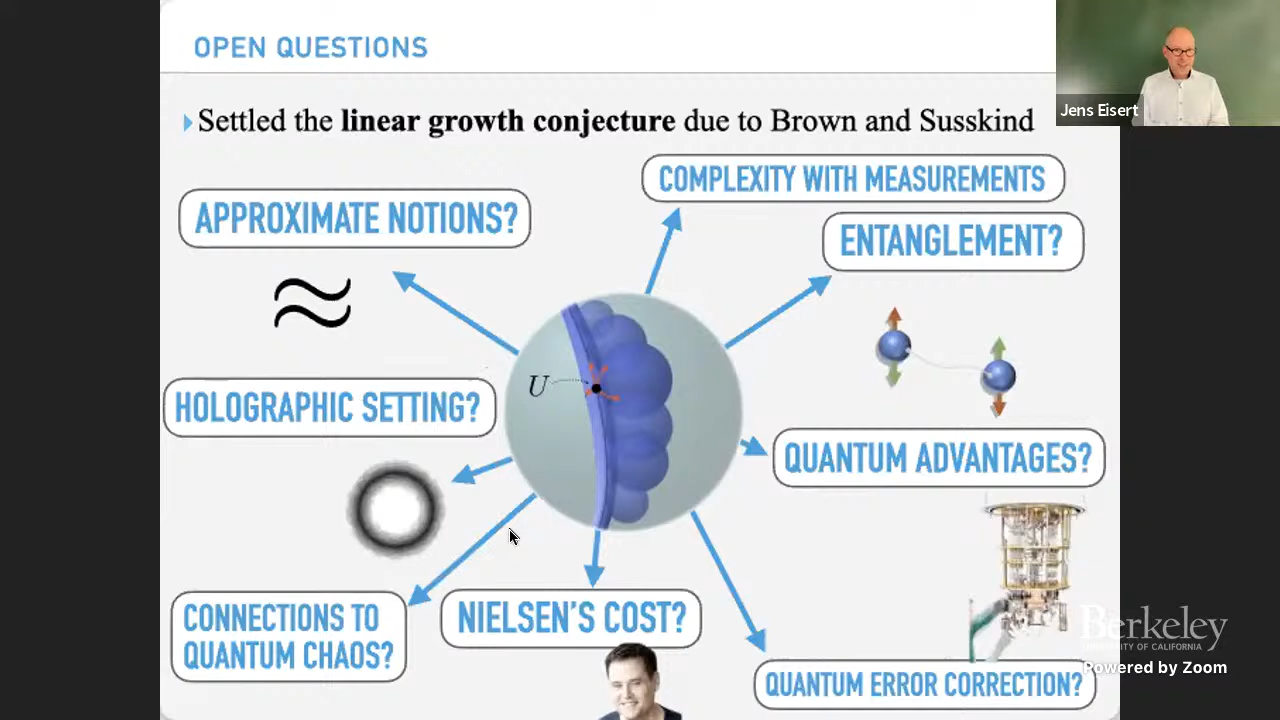 OPEN QUESTIONS
Jens Eisert
Settled the linear growth conjecture due to Brown and Susskind
COMPLEXITY WITH MEASUREMENTS
APPROXIMATE NOTIONS?
ENTANGLEMENT?
≈
U
HOLOGRAPHIC SETTING?
QUANTUM ADVANTAGES?
CONNECTIONS TO
QUANTUM CHAOS?
NIELSEN'S COST?
QUANTUM ERROR CORRECTION?
Berkeley
UNIVERSITY OF CALIFORNIA
Powered by Zoom